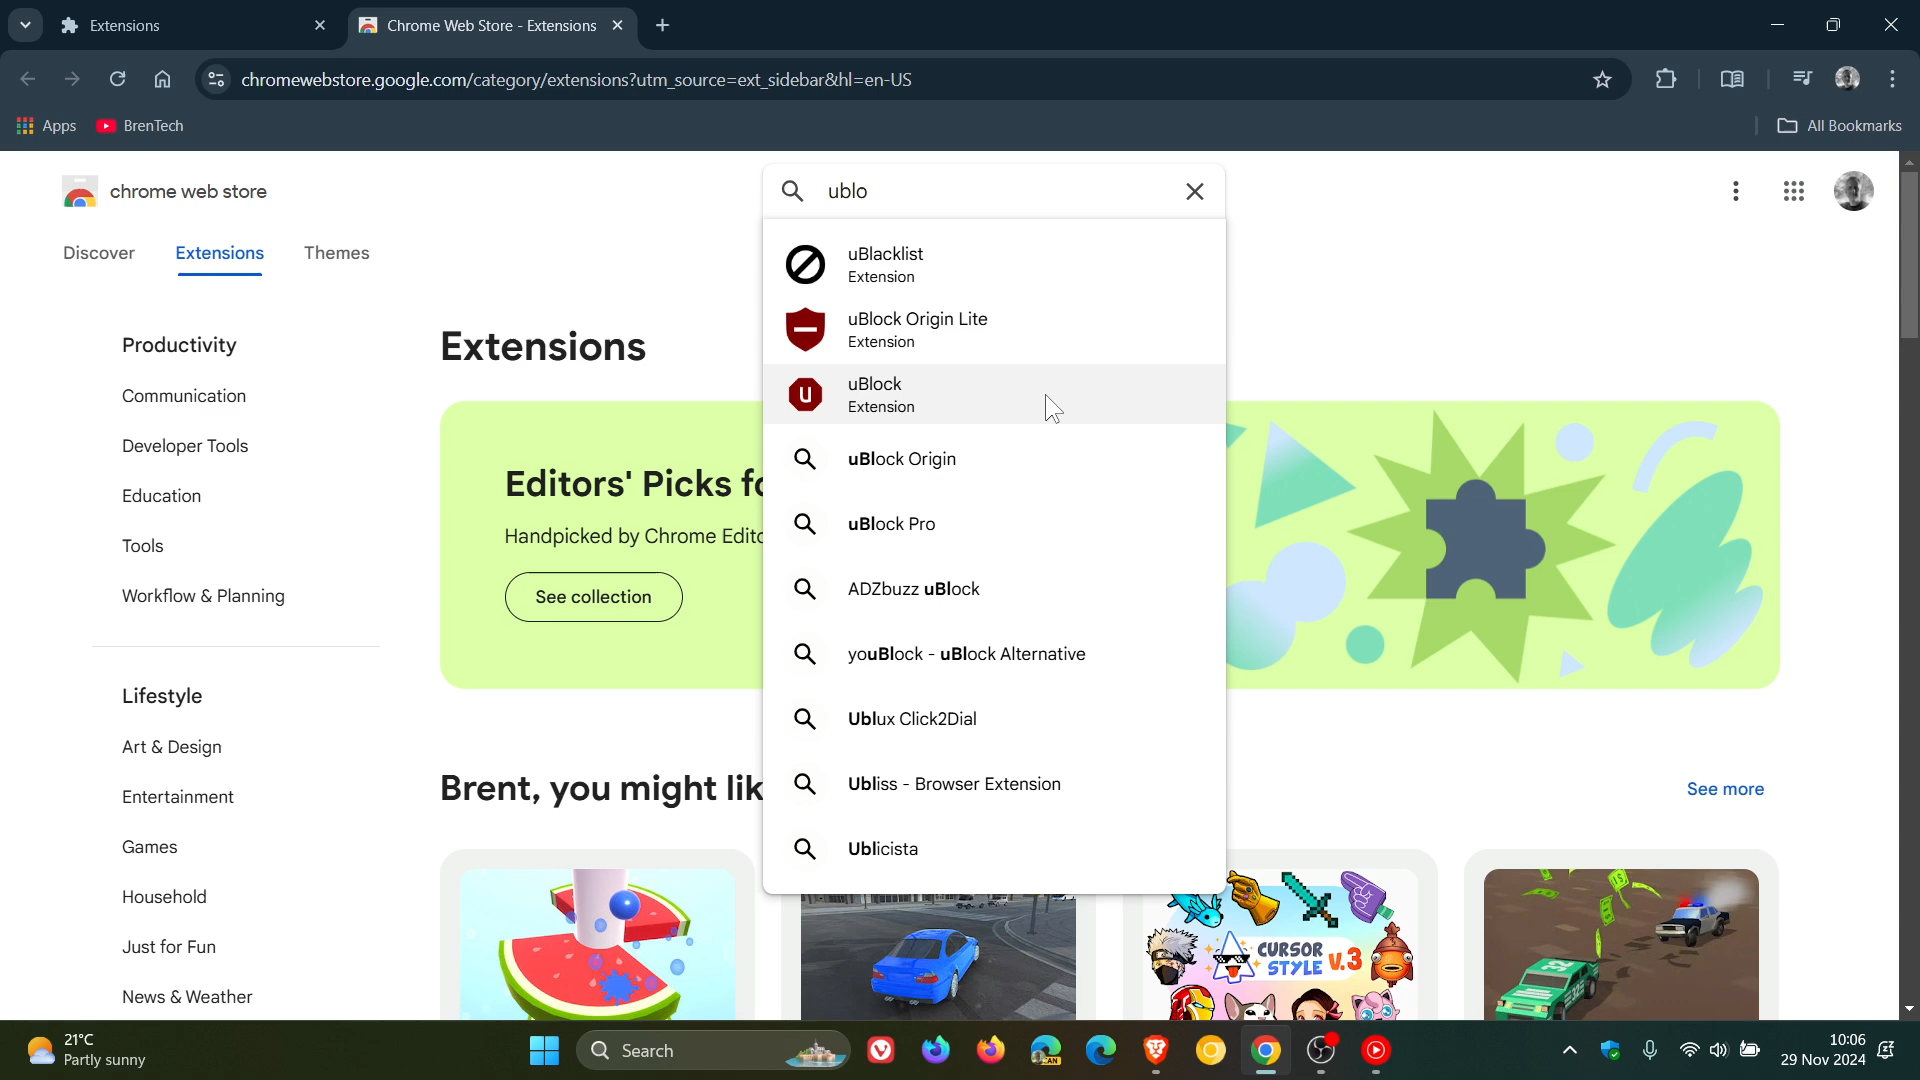 Extensions
Chrome Web Store - Extensions
chromewebstore.google.com/category/extensions?utm_source=ext_sidebar&hl=en-US
Apps
BrenTech
All Bookmarks
chrome web store
ublo
Discover
Extensions
Themes
uBlacklist
Extension
uBlock Origin Lite
Extension
uBlock
Extension
uBlock Origin
uBlock Pro
ADZbuzz uBlock
youBlock - uBlock Alternative
Ublux Click2Dial
Ubliss - Browser Extension
Ublicista
Productivity
Communication
Developer Tools
Education
Tools
Workflow & Planning
Lifestyle
Art & Design
Entertainment
Games
Household
Just for Fun
News & Weather
Extensions
Editors' Picks fo
Handpicked by Chrome Edito
See collection
Brent, you might lik
See more
CURSOR
STYLE V.3
21°C
Partly sunny
Search
CAN
10:06
29 Nov 2024